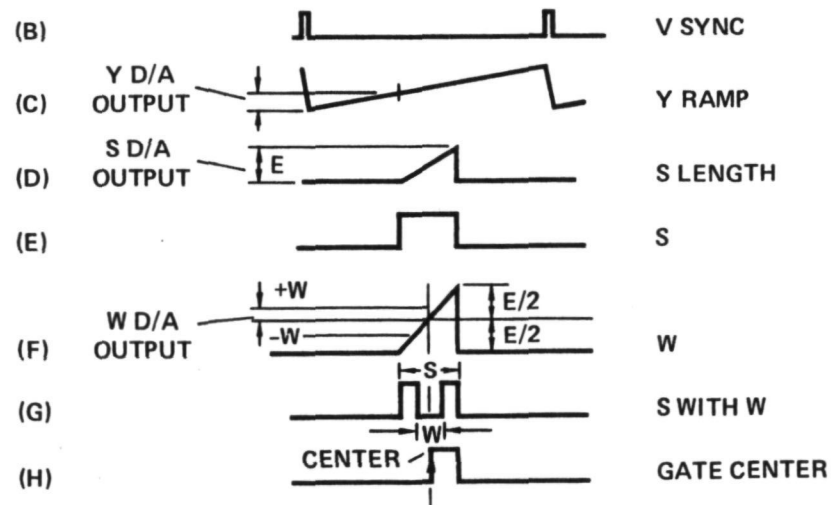 (B) V SYNC
Y D/A
(C) OUTPUT Y RAMP
S D/A
E
(D) OUTPUT S LENGTH
(E) S
+W
E/2
W D/A
–W E/2
(F) OUTPUT W
S
(G) S WITH W
W
CENTER
(H) GATE CENTER